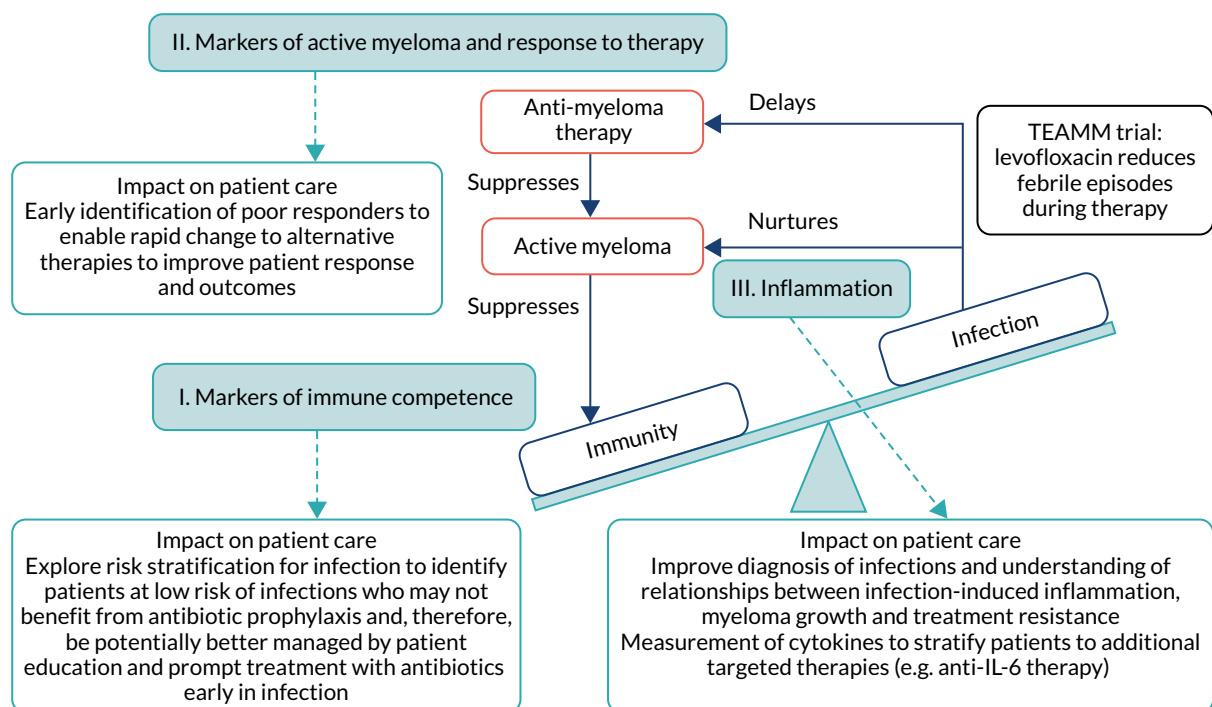 II. Markers of active myeloma and response to therapy
Impact on patient care
Early identification of poor responders to
enable rapid change to alternative
therapies to improve patient response
and outcomes
Anti-myeloma
therapy
Delays
TEAMM trial:
levofloxacin reduces
febrile episodes
during therapy
Suppresses
Active myeloma
Nurtures
III. Inflammation
Suppresses
Infection
I. Markers of immune competence
Immunity
Impact on patient care
Explore risk stratification for infection to identify
patients at low risk of infections who may not
benefit from antibiotic prophylaxis and, therefore,
be potentially better managed by patient
education and prompt treatment with antibiotics
early in infection
Impact on patient care
Improve diagnosis of infections and understanding of
relationships between infection-induced inflammation,
myeloma growth and treatment resistance
Measurement of cytokines to stratify patients to additional
targeted therapies (e.g. anti-IL-6 therapy)